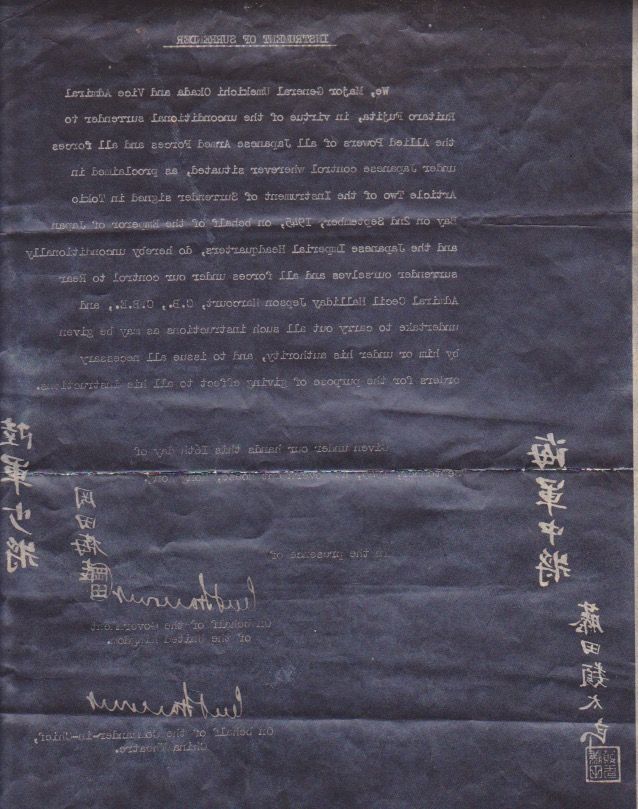 INSTRUMENT OF SURRENDER
We, Major General Umekichi Okada and Vice Admiral
Ruitaro Fujita, in virtue of the unconditional surrender to
the Allied Powers of all Japanese Armed Forces and all forces
under Japanese control wherever situated, as proclaimed in
Article Two of the Instrument of Surrender signed in Tokio
Bay on 2nd September, 1945, on behalf of the Emperor of Japan
and the Japanese Imperial Headquarters, do hereby unconditionally
surrender ourselves and all forces under our control to Rear
Admiral Cecil Halliday Jepson Harcourt, C.B., C.B.E., and
undertake to carry out all such instructions as may be given
by him or under his authority, and to issue all necessary
orders for the purpose of giving effect to all his instructions.
Given under our hands this 16th day of
Government House,
In the presence of
陸軍少将
岡田梅吉
岡田
海軍中将
藤田類太郎
On behalf of the Government
of the United Kingdom.
On behalf of the Commander-in-Chief,
China Theatre.